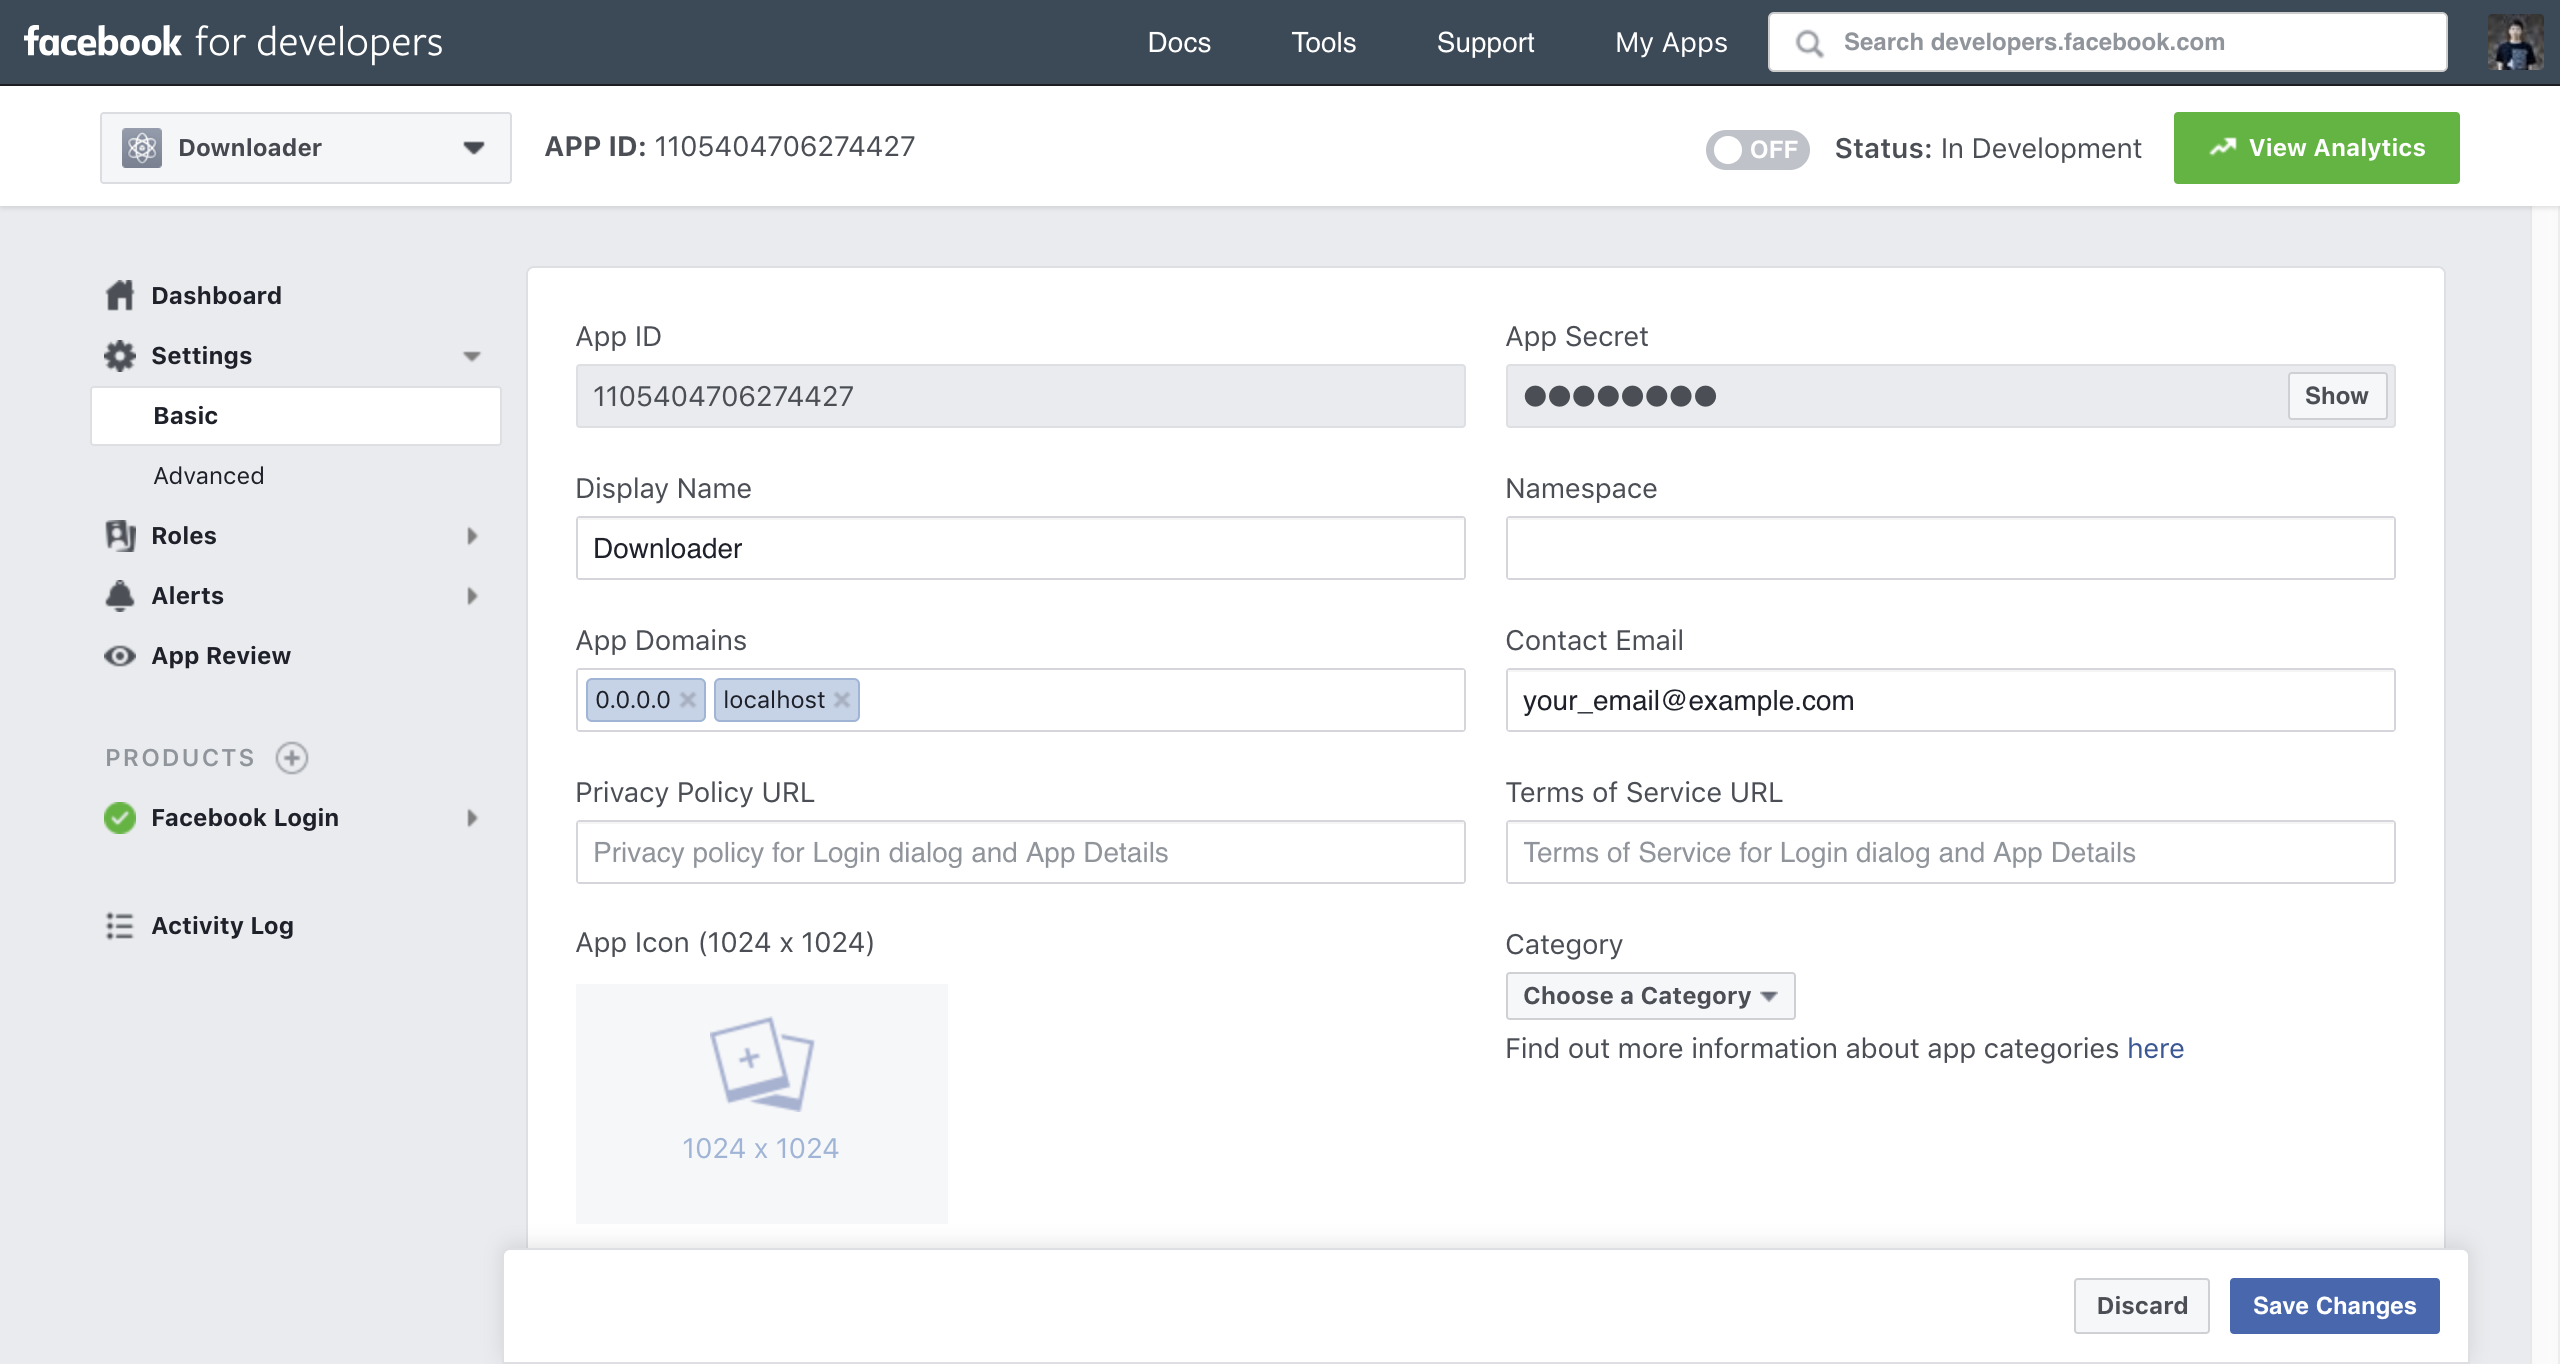 facebook for developers
Docs
Tools
Support
My Apps
Search developers.facebook.com
Downloader
APP ID: 1105404706274427
OFF
Status: In Development
View Analytics
Dashboard
Settings
Basic
Advanced
Roles
Alerts
App Review
PRODUCTS
Facebook Login
Activity Log
App ID
1105404706274427
App Secret
Show
Display Name
Downloader
Namespace
App Domains
0.0.0.0
localhost
Contact Email
your_email@example.com
Privacy Policy URL
Privacy policy for Login dialog and App Details
Terms of Service URL
Terms of Service for Login dialog and App Details
App Icon (1024 x 1024)
1024 x 1024
Category
Choose a Category
Find out more information about app categories here
Discard
Save Changes